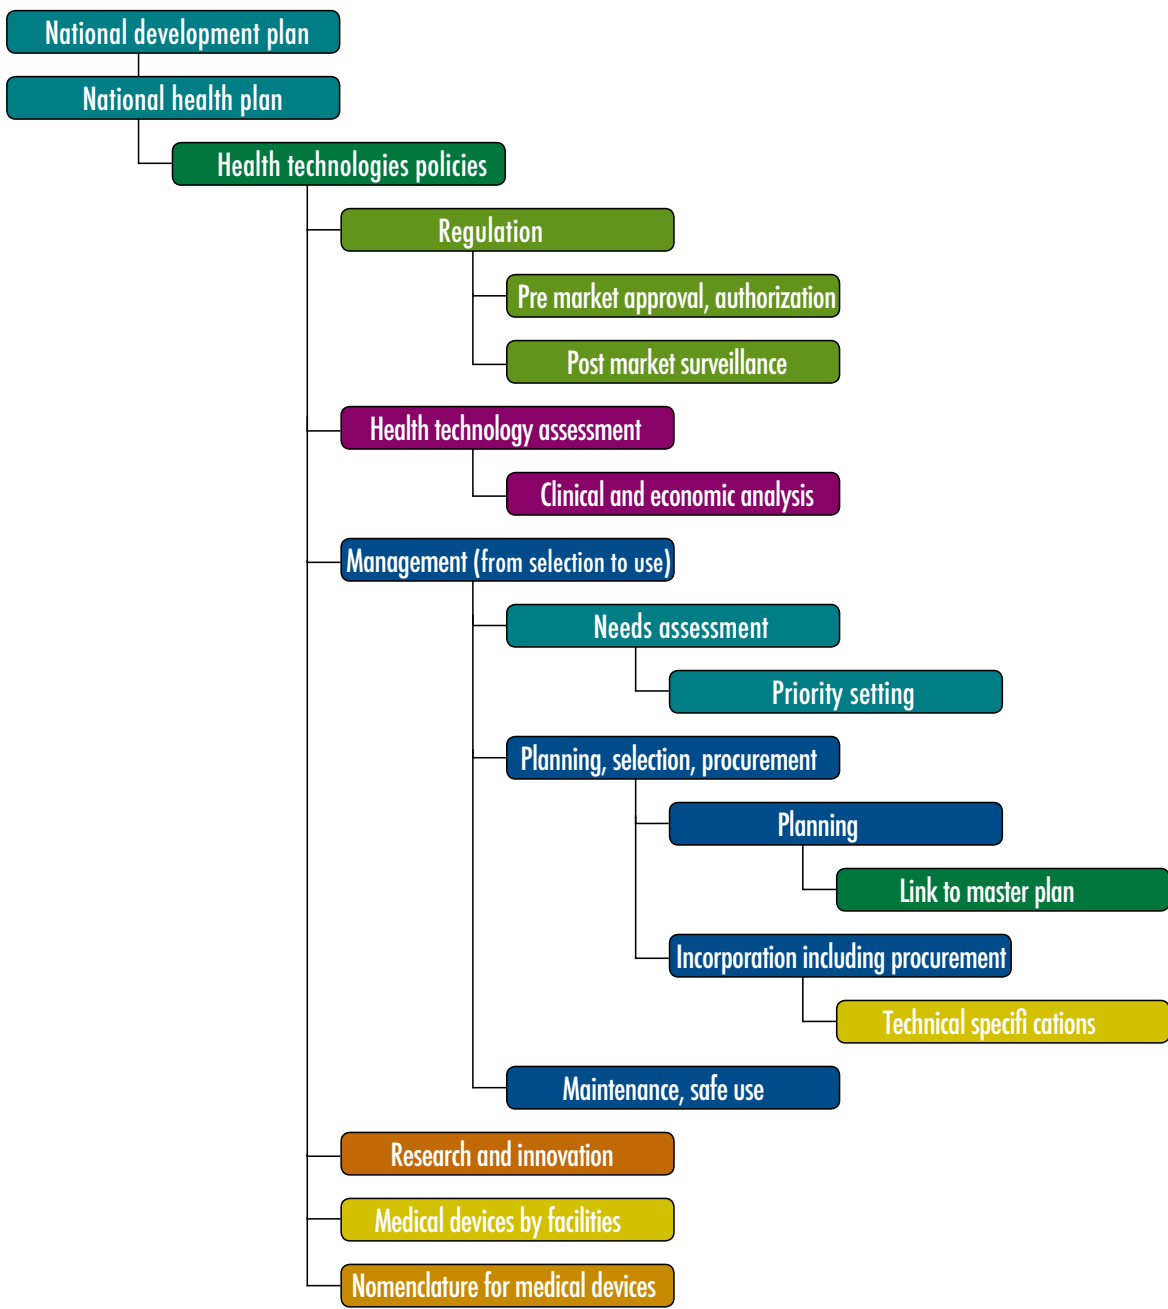 National development plan
National health plan
Health technologies policies
Regulation
Pre market approval, authorization
Post market surveillance
Health technology assessment
Clinical and economic analysis
Management (from selection to use)
Needs assessment
Priority setting
Planning, selection, procurement
Planning
Link to master plan
Incorporation including procurement
Technical specifi cations
Maintenance, safe use
Research and innovation
Medical devices by facilities
Nomenclature for medical devices